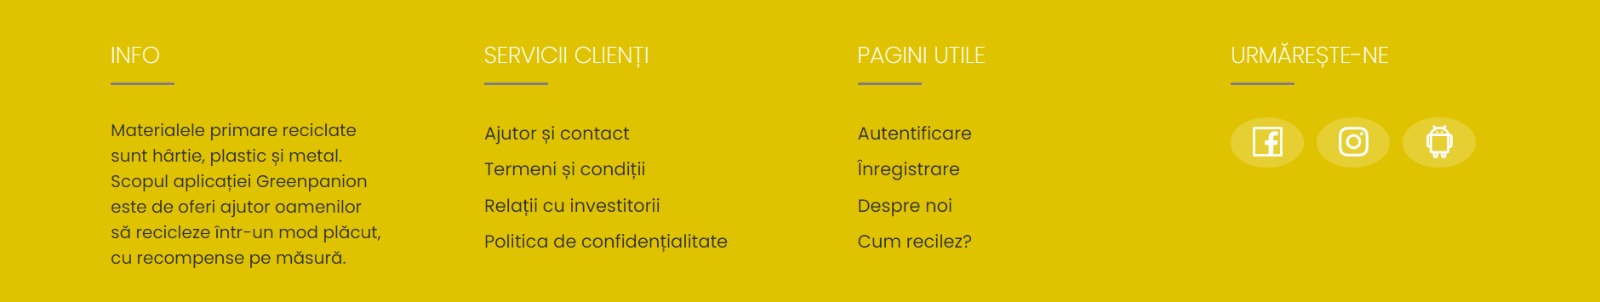 INFO
Materialele primare reciclate
sunt hârtie, plastic și metal.
Scopul aplicației Greenpanion
este de oferi ajutor oamenilor
să recicleze într-un mod plăcut,
cu recompense pe măsură.
SERVICII CLIENȚI
Ajutor și contact
Termeni și condiții
Relații cu investitorii
Politica de confidențialitate
PAGINI UTILE
Autentificare
Înregistrare
Despre noi
Cum recilez?
URMĂREȘTE-NE